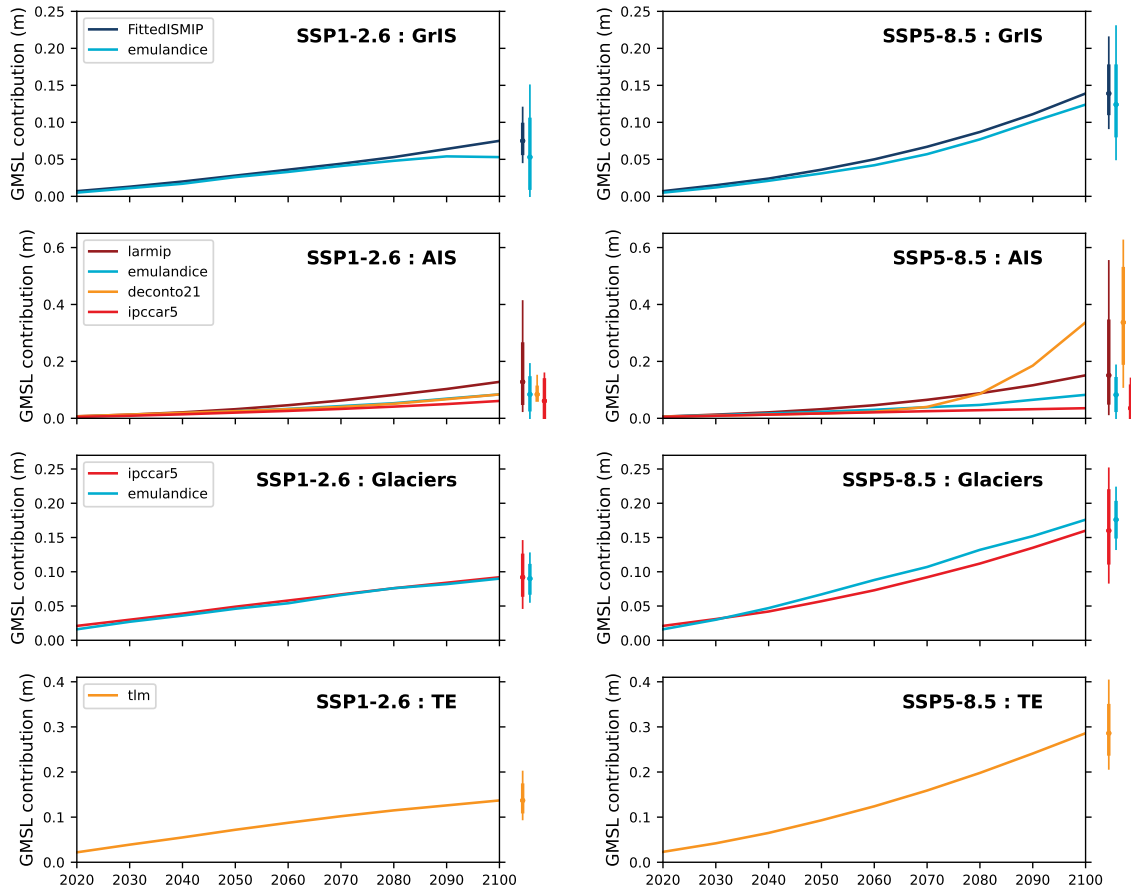 GMSL contribution (m)
0.25
0.20
0.15
0.10
0.05
0.00
FittedISMIP
emulandice
SSP1-2.6 : GrIS
GMSL contribution (m)
0.25
0.20
0.15
0.10
0.05
0.00
SSP5-8.5 : GrIS
GMSL contribution (m)
0.6
0.4
0.2
0.0
larmip
emulandice
deconto21
ipccar5
SSP1-2.6 : AIS
GMSL contribution (m)
0.6
0.4
0.2
0.0
SSP5-8.5 : AIS
GMSL contribution (m)
0.25
0.20
0.15
0.10
0.05
0.00
ipccar5
emulandice
SSP1-2.6 : Glaciers
GMSL contribution (m)
0.25
0.20
0.15
0.10
0.05
0.00
SSP5-8.5 : Glaciers
GMSL contribution (m)
0.4
0.3
0.2
0.1
0.0
tlm
SSP1-2.6 : TE
2020 2030 2040 2050 2060 2070 2080 2090 2100
GMSL contribution (m)
0.4
0.3
0.2
0.1
0.0
SSP5-8.5 : TE
2020 2030 2040 2050 2060 2070 2080 2090 2100